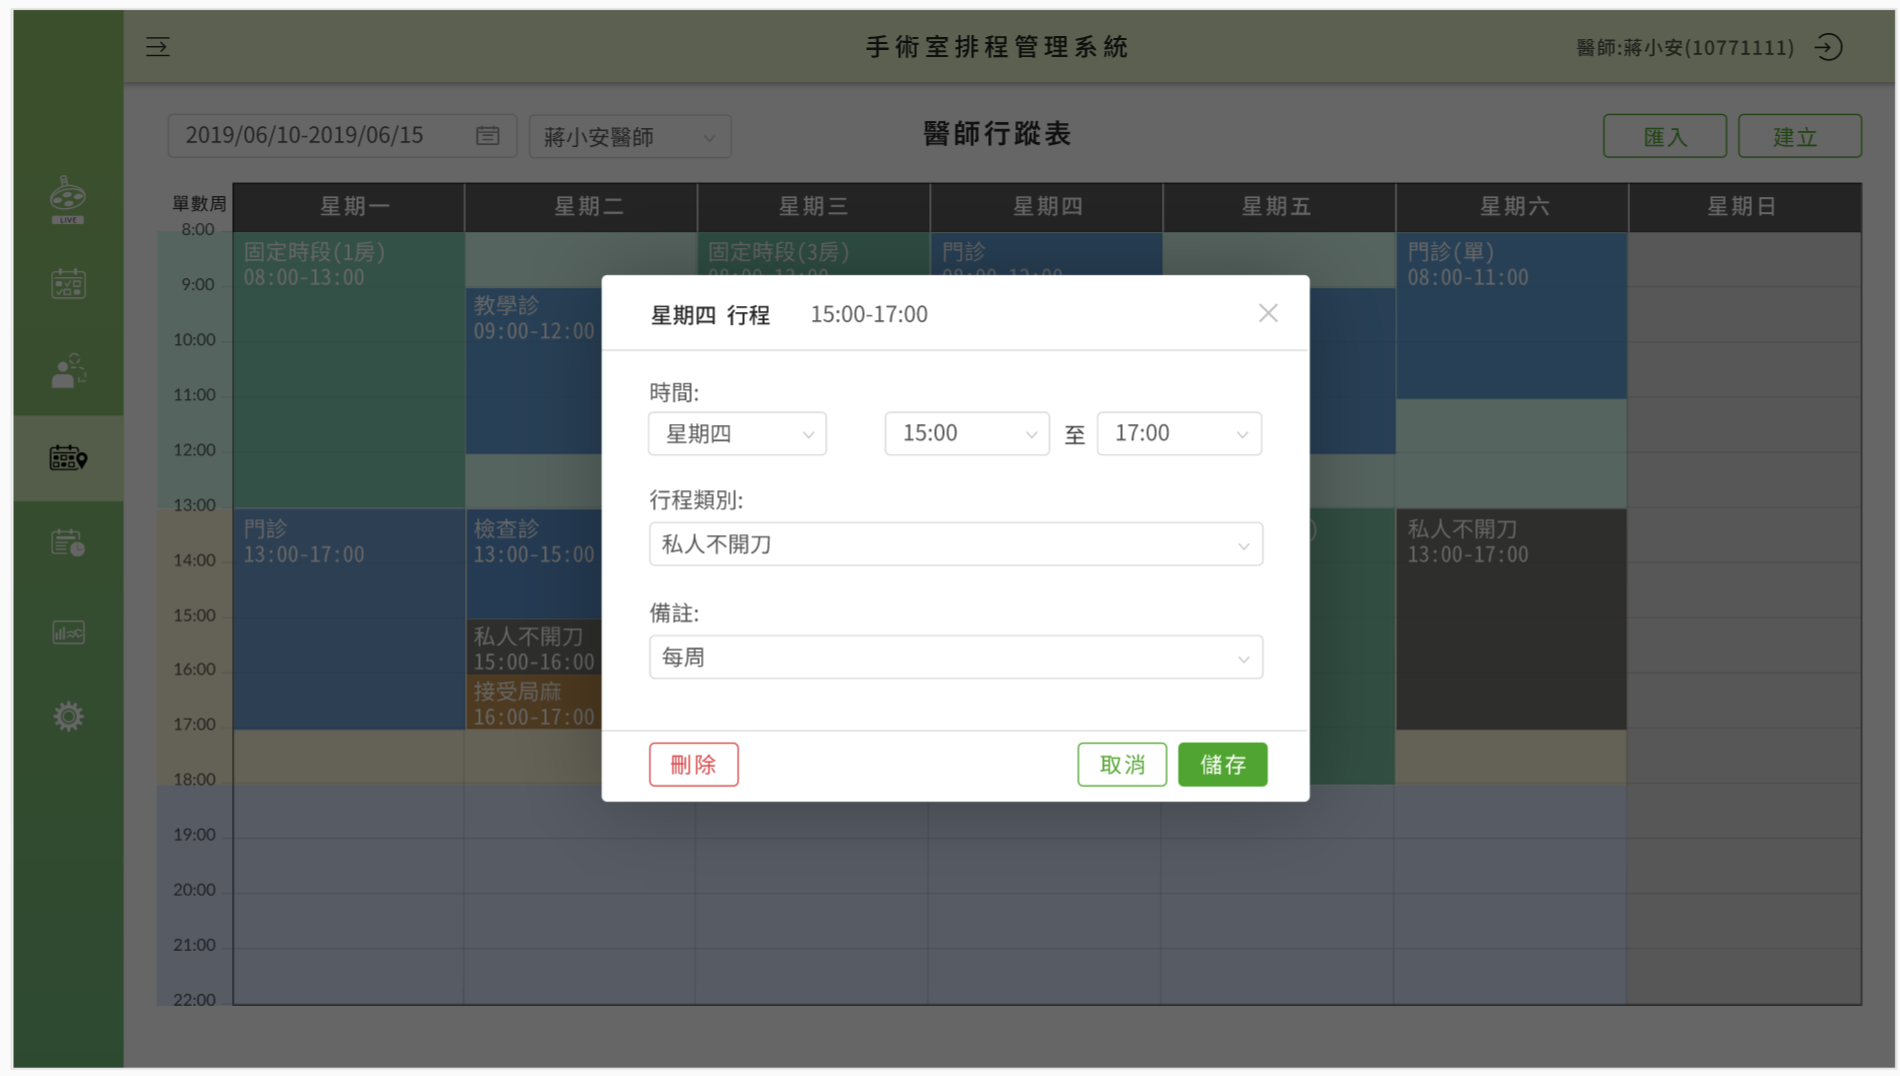 手術室排程管理系統
醫師:蔣小安(10771111)
2019/06/10-2019/06/15
蔣小安醫師
醫師行蹤表
匯入
建立
LIVE
單數周
星期一
星期二
星期三
星期四
星期五
星期六
星期日
8:00
9:00
10:00
11:00
12:00
13:00
14:00
15:00
16:00
17:00
18:00
19:00
20:00
21:00
22:00
固定時段(1房)
08:00-13:00
門診
13:00-17:00
教學診
09:00-12:00
檢查診
13:00-15:00
私人不開刀
15:00-16:00
接受局麻
16:00-17:00
固定時段(3房)
門診
門診(單)
08:00-11:00
私人不開刀
13:00-17:00
星期四 行程 15:00-17:00
時間:
星期四
15:00
至
17:00
行程類別:
私人不開刀
備註:
每周
刪除
取消
儲存